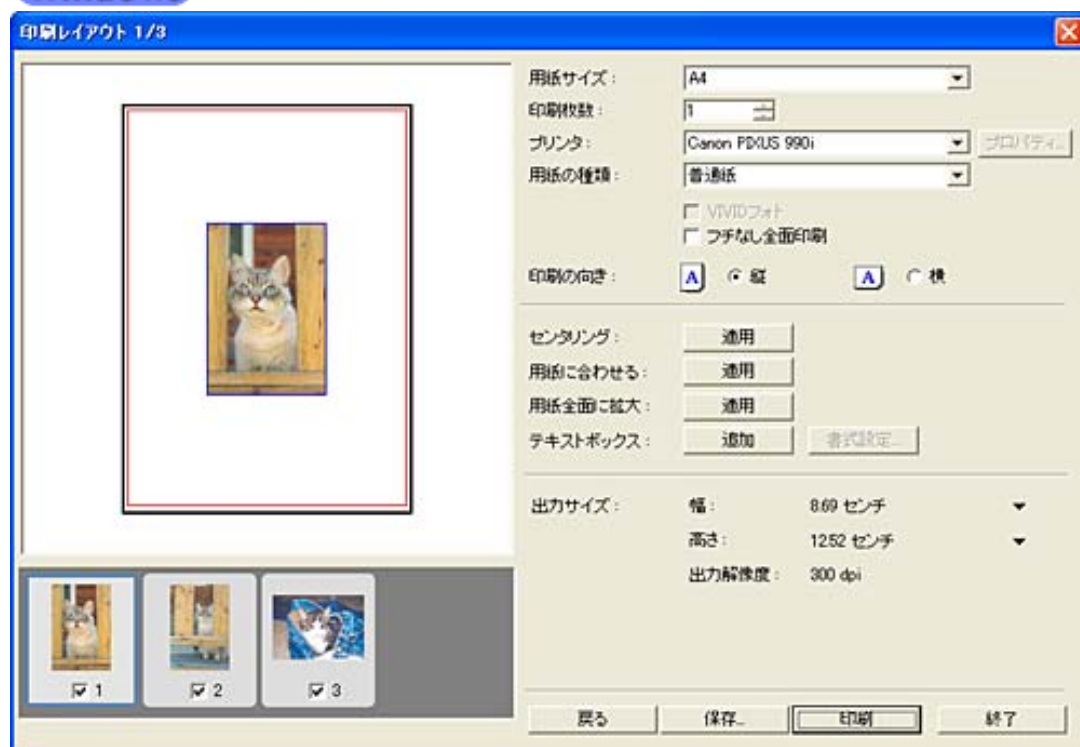 印刷レイアウト 1/3
用紙サイズ： A4
印刷枚数： 1
プリンタ： Canon PIXUS 990i プロパティ...
用紙の種類： 普通紙
VIVIDフォト
フチなし全面印刷
印刷の向き： A 縦 A 横
センタリング： 適用
用紙に合わせる： 適用
用紙全面に拡大： 適用
テキストボックス： 追加 書式設定...
出力サイズ： 幅： 8.69 センチ
高さ： 12.52 センチ
出力解像度： 300 dpi
1 2 3
戻る 保存... 印刷 終了